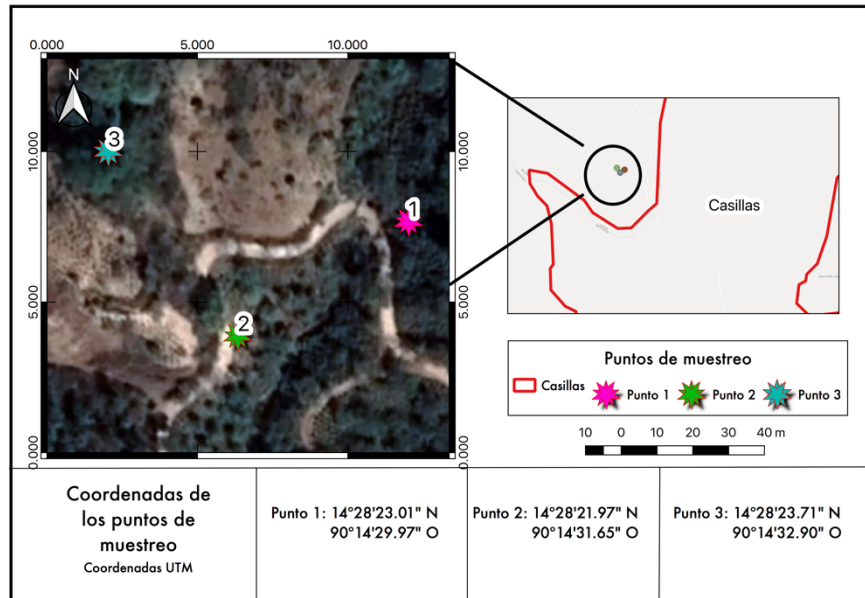 0.000
5.000
10.000
N
3
1
2
10.000
5.000
0.000
10.000
5.000
0.000
Casillas
Puntos de muestreo
Casillas
Punto 1
Punto 2
Punto 3
10 0 10 20 30 40 m
Coordenadas de
los puntos de
muestreo
Coordenadas UTM
Punto 1: 14°28'23.01" N
90°14'29.97" O
Punto 2: 14°28'21.97" N
90°14'31.65" O
Punto 3: 14°28'23.71" N
90°14'32.90" O